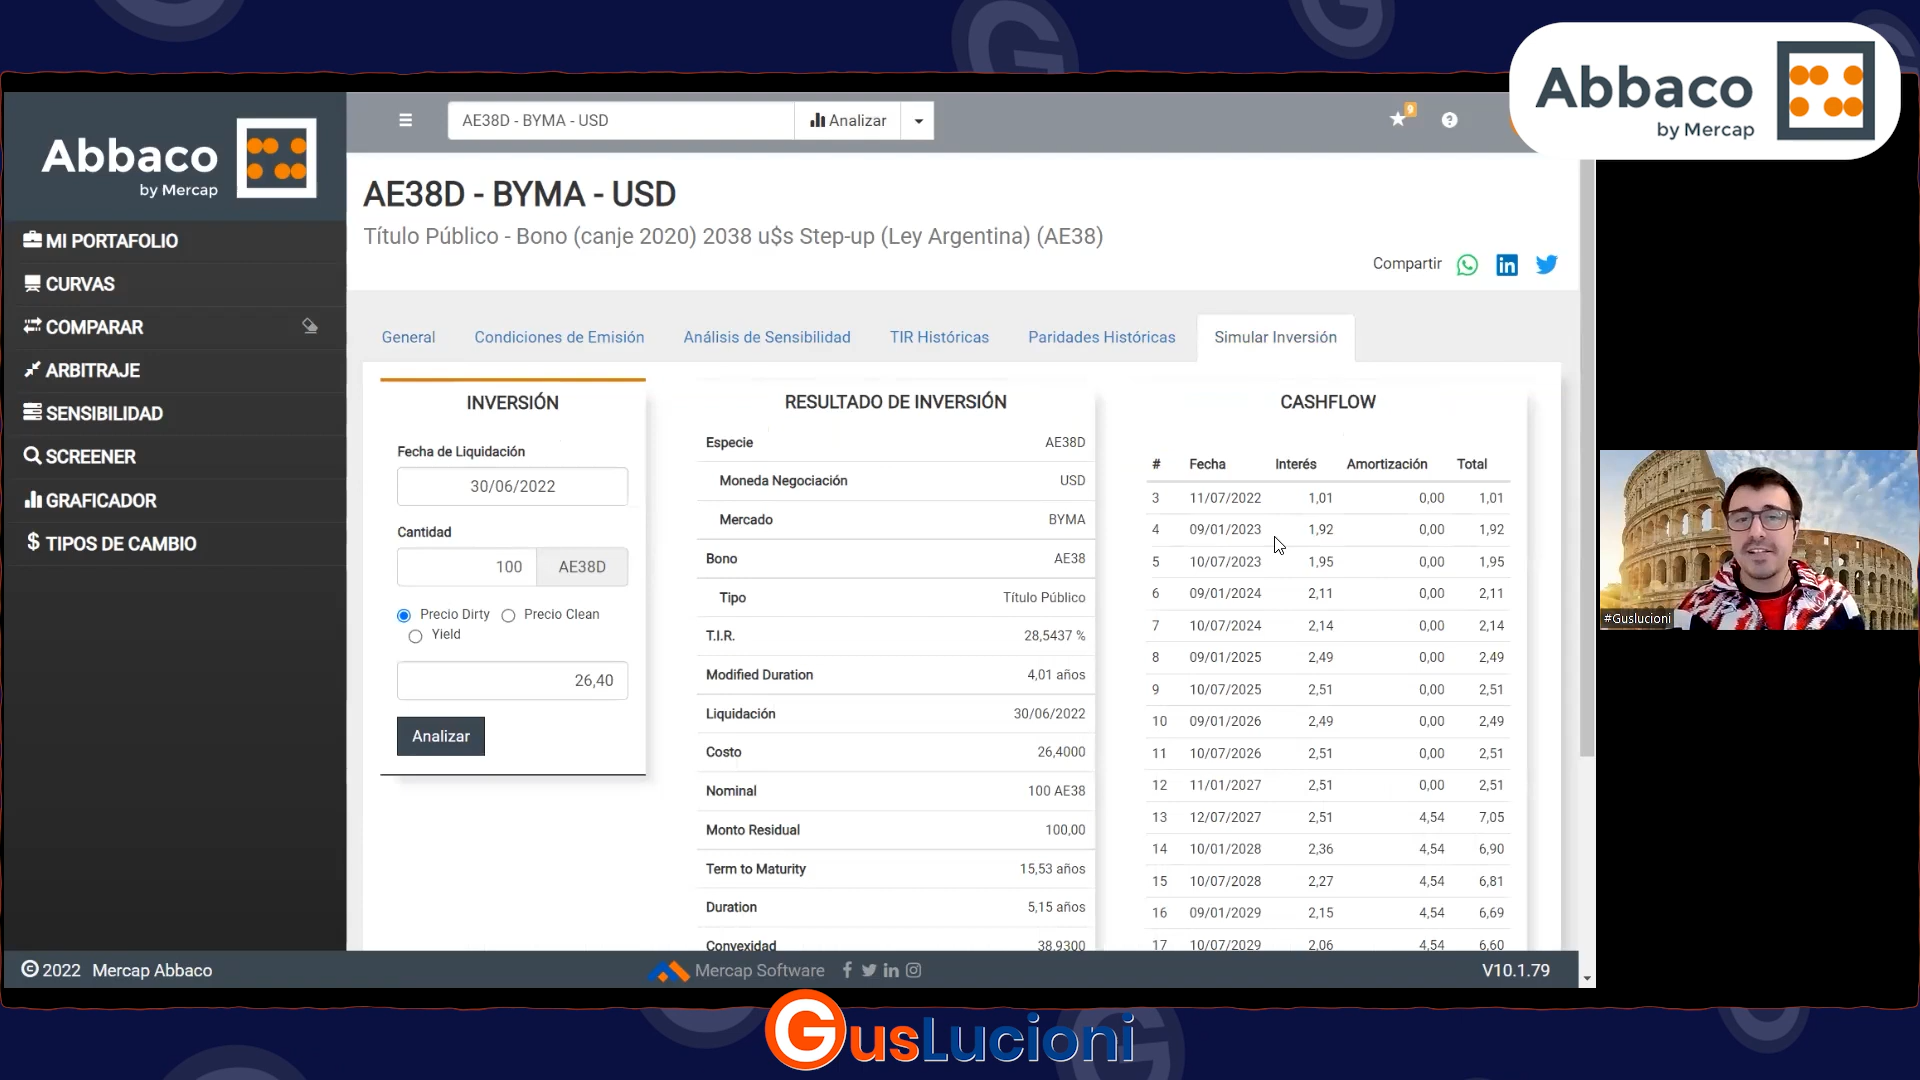 Abbaco
by Mercap
Abbaco
by Mercap
AE38D - BYMA - USD
Analizar
9
?
MI PORTAFOLIO
CURVAS
COMPARAR
ARBITRAJE
SENSIBILIDAD
SCREENER
GRAFICADOR
$ TIPOS DE CAMBIO
AE38D - BYMA - USD
Título Público - Bono (canje 2020) 2038 u$s Step-up (Ley Argentina) (AE38)
Compartir
General Condiciones de Emisión Análisis de Sensibilidad TIR Históricas Paridades Históricas Simular Inversión
INVERSIÓN
Fecha de Liquidación
30/06/2022
Cantidad
100 AE38D
Precio Dirty Precio Clean
Yield
26,40
Analizar
RESULTADO DE INVERSIÓN
Especie AE38D
Moneda Negociación USD
Mercado BYMA
Bono AE38
Tipo Título Público
T.I.R. 28,5437 %
Modified Duration 4,01 años
Liquidación 30/06/2022
Costo 26,4000
Nominal 100 AE38
Monto Residual 100,00
Term to Maturity 15,53 años
Duration 5,15 años
Convexidad 38,9300
CASHFLOW
# Fecha Interés Amortización Total
3 11/07/2022 1,01 0,00 1,01
4 09/01/2023 1,92 0,00 1,92
5 10/07/2023 1,95 0,00 1,95
6 09/01/2024 2,11 0,00 2,11
7 10/07/2024 2,14 0,00 2,14
8 09/01/2025 2,49 0,00 2,49
9 10/07/2025 2,51 0,00 2,51
10 09/01/2026 2,49 0,00 2,49
11 10/07/2026 2,51 0,00 2,51
12 11/01/2027 2,51 0,00 2,51
13 12/07/2027 2,51 4,54 7,05
14 10/01/2028 2,36 4,54 6,90
15 10/07/2028 2,27 4,54 6,81
16 09/01/2029 2,15 4,54 6,69
17 10/07/2029 2,06 4,54 6,60
#Guslucioni
© 2022 Mercap Abbaco
Mercap Software
V10.1.79
GusLucioni